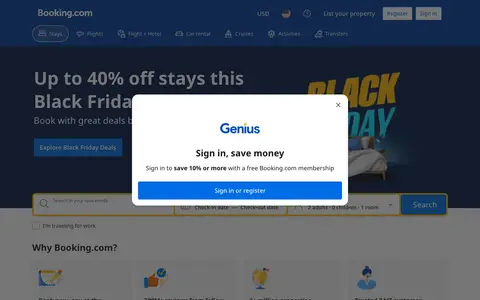 Booking.com
USD
List your property
Register
Sign in
Stays
Flights
Flight + Hotel
Car rental
Cruises
Activities
Transfers
Up to 40% off stays this
Black Frida
Book with great deals b
Explore Black Friday Deals
BLACK
DAY
Genius
Sign in, save money
Sign in to save 10% or more with a free Booking.com membership
Sign in or register
Check-in date — Check-out date
2 adults · 0 children · 1 room
Search
I'm traveling for work
Why Booking.com?